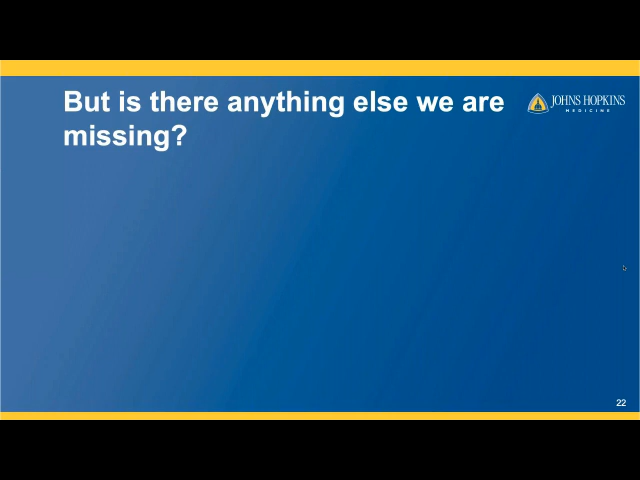 But is there anything else we are
missing?
JOHNS HOPKINS
MEDICINE
22